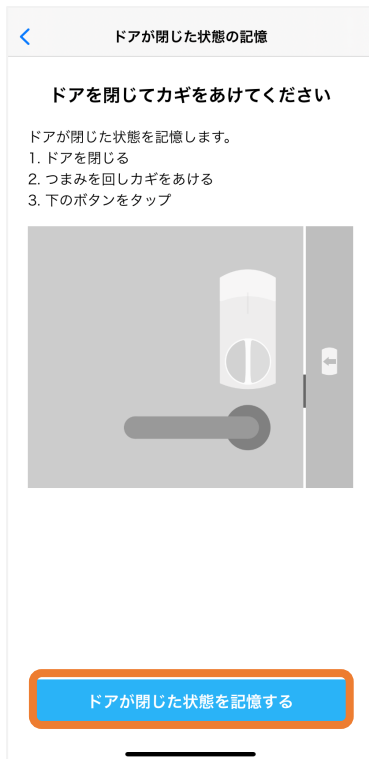 ドアが閉じた状態の記憶
ドアを閉じてカギをあけてください
ドアが閉じた状態を記憶します。
1. ドアを閉じる
2. つまみを回しカギをあける
3. 下のボタンをタップ
ドアが閉じた状態を記憶する